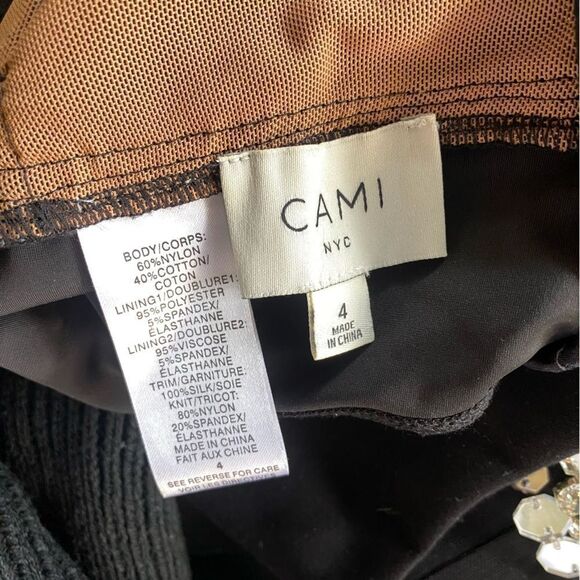 CAMI
NYC
4
MADE
IN CHINA
BODY/CORPS:
60%NYLON
40%COTTON/
COTON
LINING1/DOUBLURE1:
95%POLYESTER
5%SPANDEX/
ÉLASTHANNE
LINING2/DOUBLURE2:
95%VISCOSE
5%SPANDEX/
ÉLASTHANNE
TRIM/GARNITURE:
100%SILK/SOIE
KNIT/TRICOT:
80%NYLON
20%SPANDEX/
ÉLASTHANNE
MADE IN CHINA
FAIT AUX CHINE
4
SEE REVERSE FOR CARE
VOIR LES